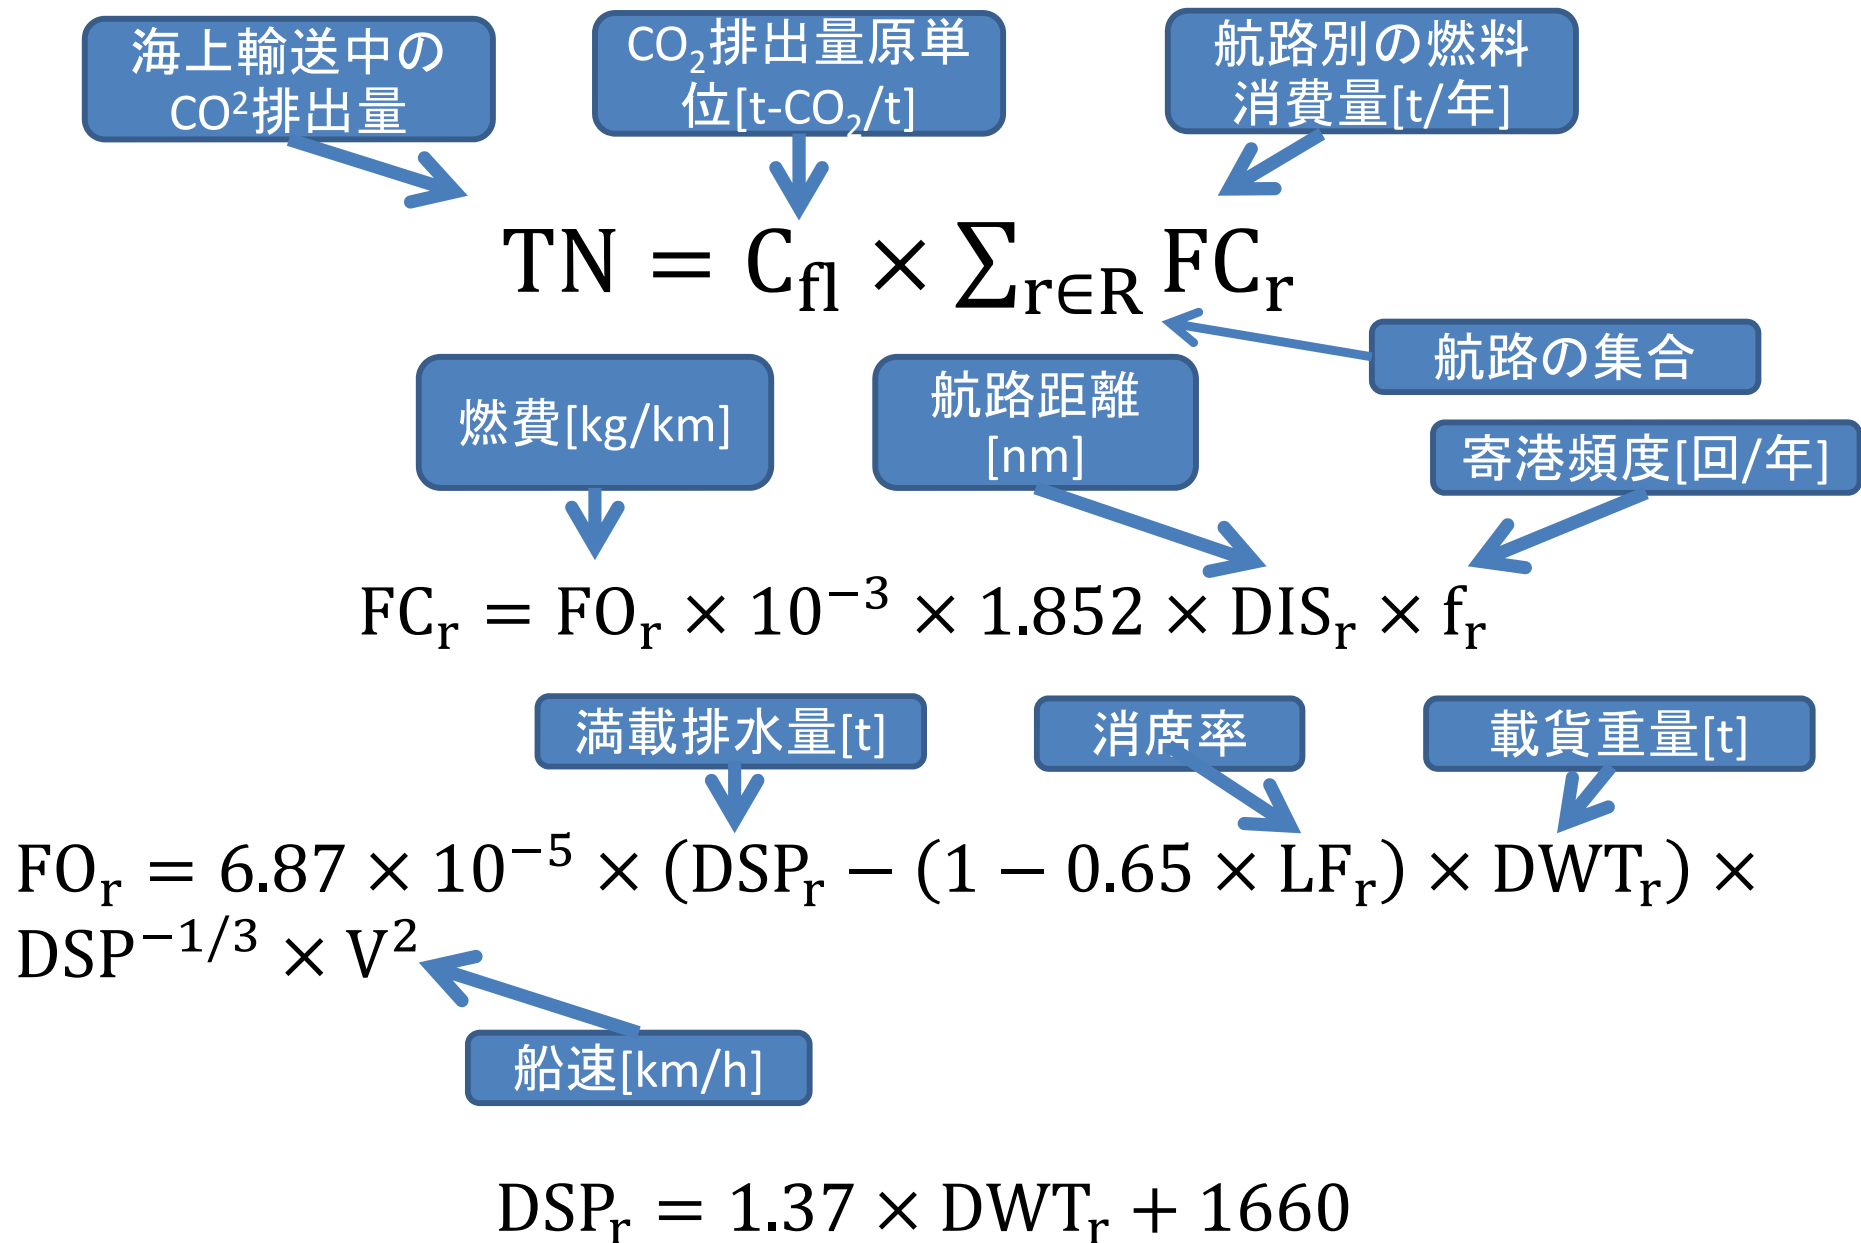 海上輸送中の
CO²排出量
CO₂排出量原単
位[t-CO₂/t]
航路別の燃料
消費量[t/年]
TN = C_fl × ∑_{r∈R} FC_r
航路の集合
燃費[kg/km]
航路距離
[nm]
寄港頻度[回/年]
FC_r = FO_r × 10⁻³ × 1.852 × DIS_r × f_r
満載排水量[t]
消席率
載貨重量[t]
FO_r = 6.87 × 10⁻⁵ × (DSP_r − (1 − 0.65 × LF_r) × DWT_r) ×
DSP^{−1/3} × V²
船速[km/h]
DSP_r = 1.37 × DWT_r + 1660